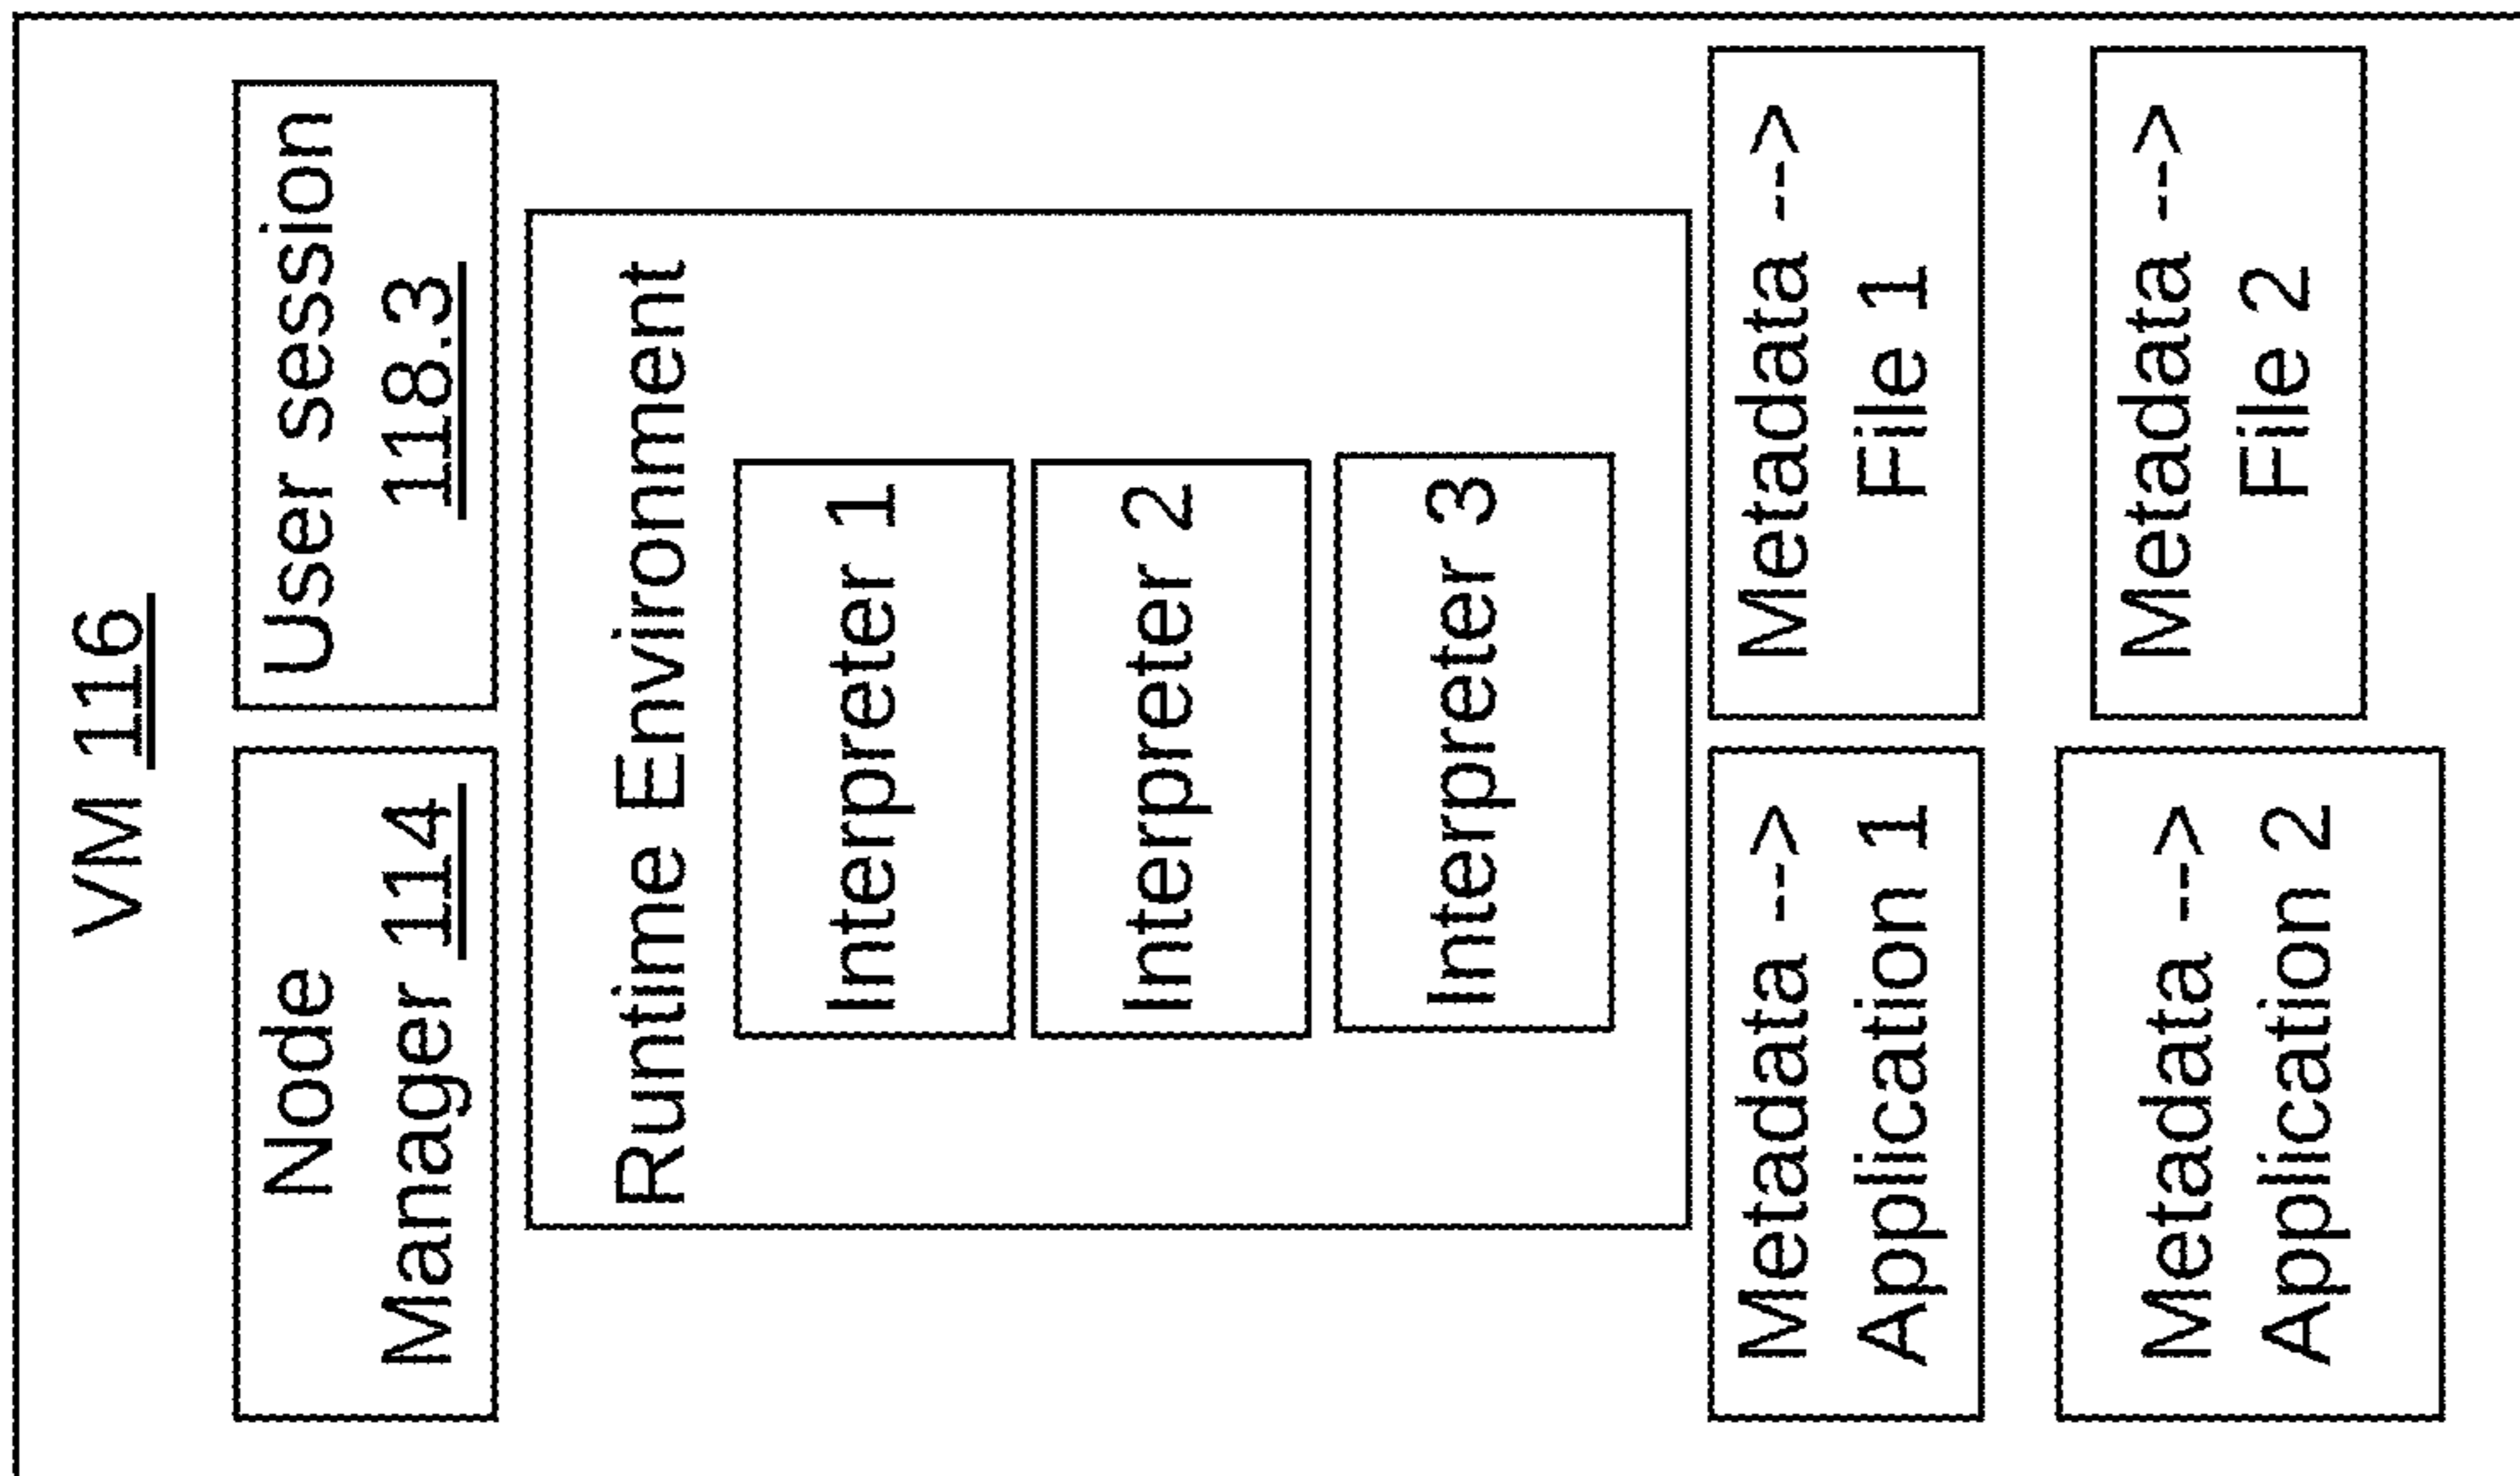 VM 116
Node
Manager 114
User session
118.3
Runtime Environment
Interpreter 1
Interpreter 2
Interpreter 3
Metadata -->
Application 1
Metadata -->
File 1
Metadata -->
Application 2
Metadata -->
File 2